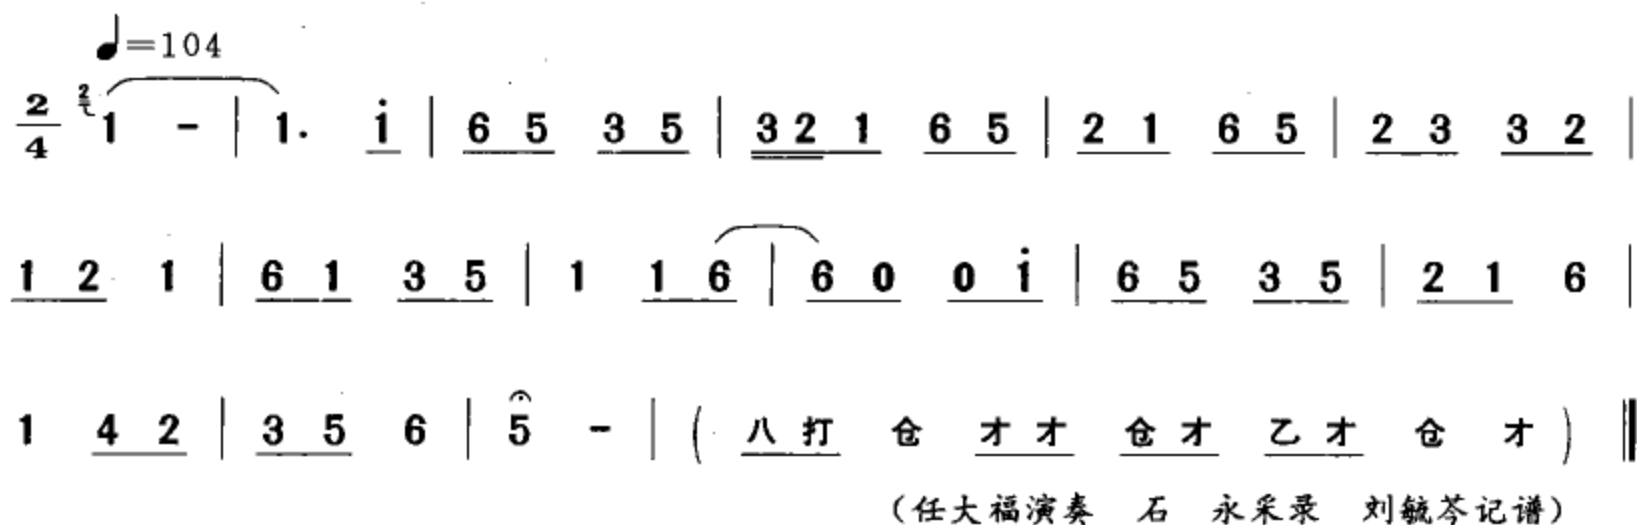 ♩=104
2/4 2 1 - | 1. i | 6 5 3 5 | 3 2 1 6 5 | 2 1 6 5 | 2 3 3 2 |
1 2 1 | 6 1 3 5 | 1 1 6 | 6 0 0 i | 6 5 3 5 | 2 1 6 |
1 4 2 | 3 5 6 | 5 - | ( 八 打 仓 才 才 仓 才 乙 才 仓 才 ) ‖
(任大福演奏 石 永采录 刘毓芩记谱)